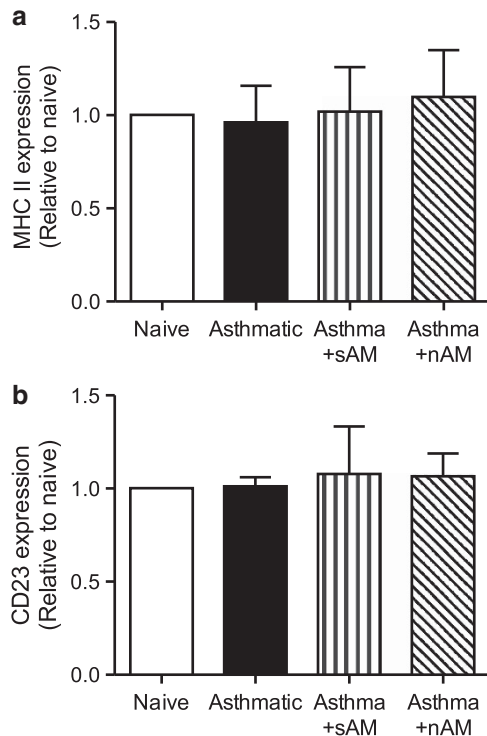 a
MHC II expression
(Relative to naive)
1.5
1.0
0.5
0.0
Naive
Asthmatic
Asthma
+sAM
Asthma
+nAM
b
CD23 expression
(Relative to naive)
1.5
1.0
0.5
0.0
Naive
Asthmatic
Asthma
+sAM
Asthma
+nAM